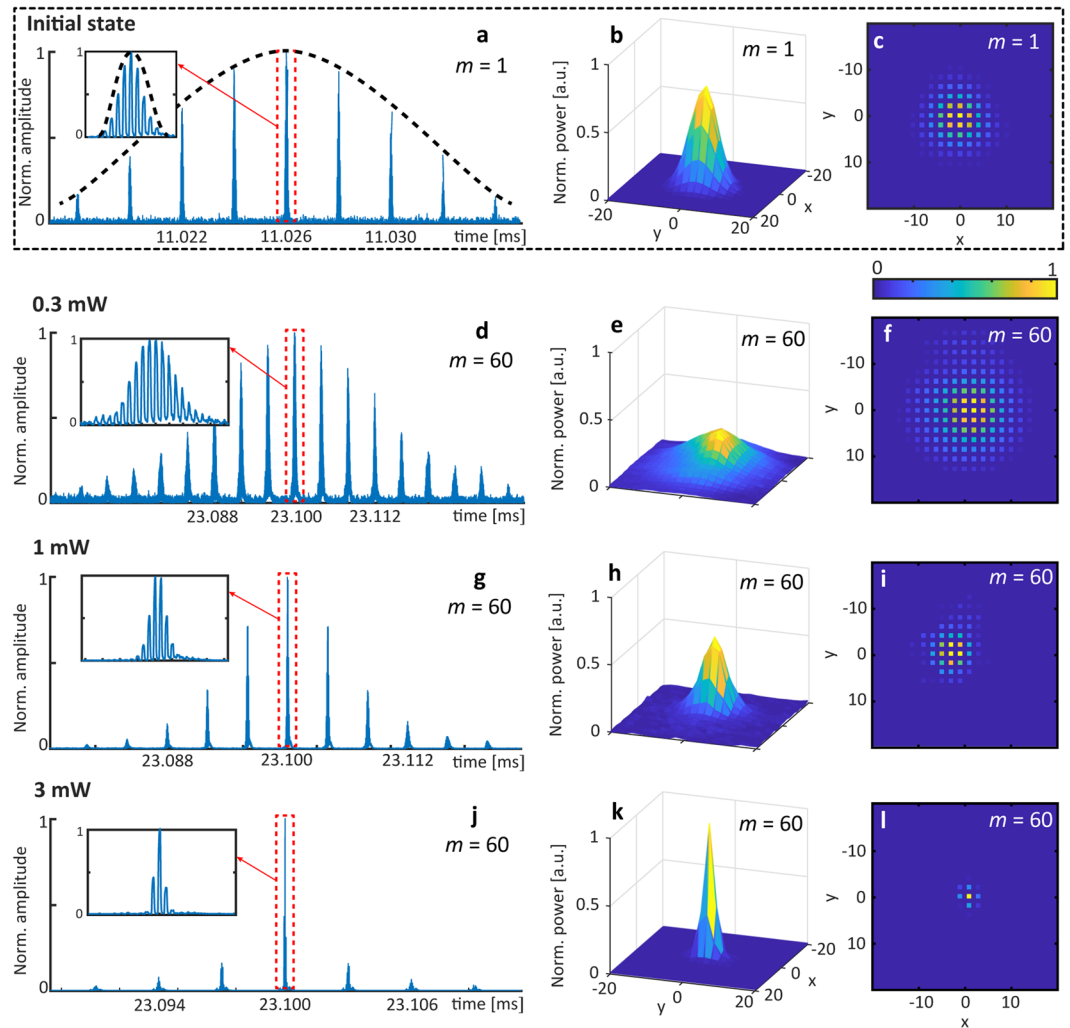 Initial state
a
m = 1
Norm. amplitude
1
0
1
0
11.022 11.026 11.030 time [ms]
b
m = 1
Norm. power [a.u.]
1
0.5
0
-20 0 20
y
-20
0
20
x
c
m = 1
y
-10
0
10
-10 0 10
x
0 1
0.3 mW
d
m = 60
Norm. amplitude
1
0
1
0
23.088 23.100 23.112 time [ms]
e
m = 60
Norm. power [a.u.]
1
0.5
0
f
m = 60
y
-10
0
10
1 mW
g
m = 60
Norm. amplitude
1
0
1
0
23.088 23.100 23.112 time [ms]
h
m = 60
Norm. power [a.u.]
1
0.5
0
i
m = 60
y
-10
0
10
3 mW
j
m = 60
Norm. amplitude
1
0
1
0
23.094 23.100 23.106 time [ms]
k
m = 60
Norm. power [a.u.]
1
0.5
0
-20 0 20
y
-20
0
20
x
l
m = 60
y
-10
0
10
-10 0 10
x